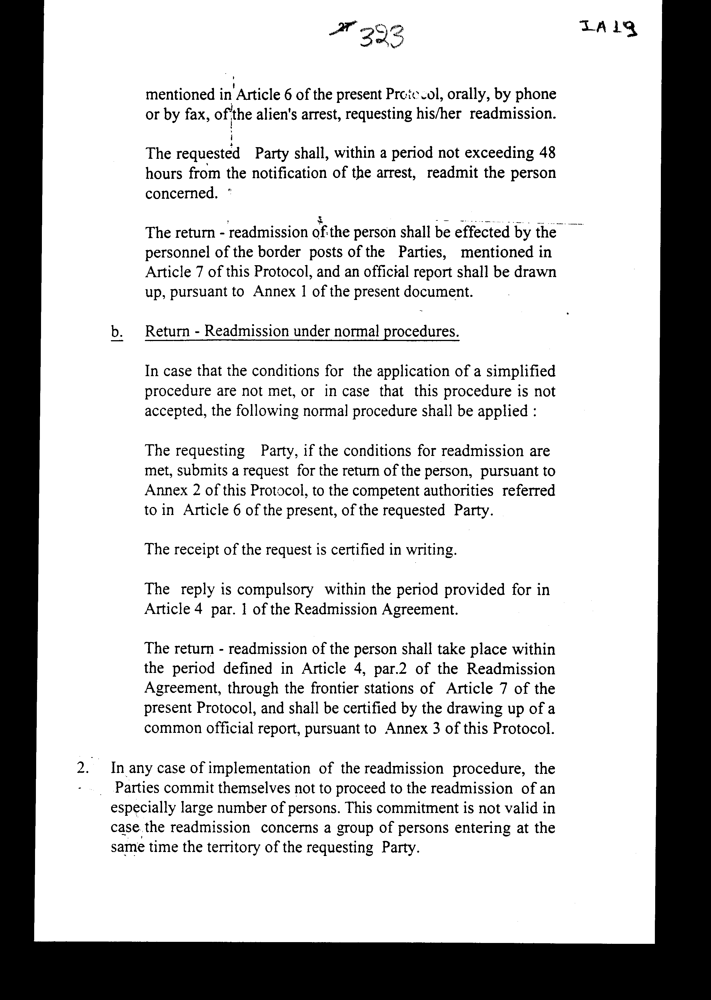 27 323
IA 19
mentioned in Article 6 of the present Protocol, orally, by phone
or by fax, of the alien's arrest, requesting his/her readmission.
The requested Party shall, within a period not exceeding 48
hours from the notification of the arrest, readmit the person
concerned.
The return - readmission of the person shall be effected by the
personnel of the border posts of the Parties, mentioned in
Article 7 of this Protocol, and an official report shall be drawn
up, pursuant to Annex 1 of the present document.
b. Return - Readmission under normal procedures.
In case that the conditions for the application of a simplified
procedure are not met, or in case that this procedure is not
accepted, the following normal procedure shall be applied :
The requesting Party, if the conditions for readmission are
met, submits a request for the return of the person, pursuant to
Annex 2 of this Protocol, to the competent authorities referred
to in Article 6 of the present, of the requested Party.
The receipt of the request is certified in writing.
The reply is compulsory within the period provided for in
Article 4 par. 1 of the Readmission Agreement.
The return - readmission of the person shall take place within
the period defined in Article 4, par.2 of the Readmission
Agreement, through the frontier stations of Article 7 of the
present Protocol, and shall be certified by the drawing up of a
common official report, pursuant to Annex 3 of this Protocol.
2. In any case of implementation of the readmission procedure, the
Parties commit themselves not to proceed to the readmission of an
especially large number of persons. This commitment is not valid in
case the readmission concerns a group of persons entering at the
same time the territory of the requesting Party.